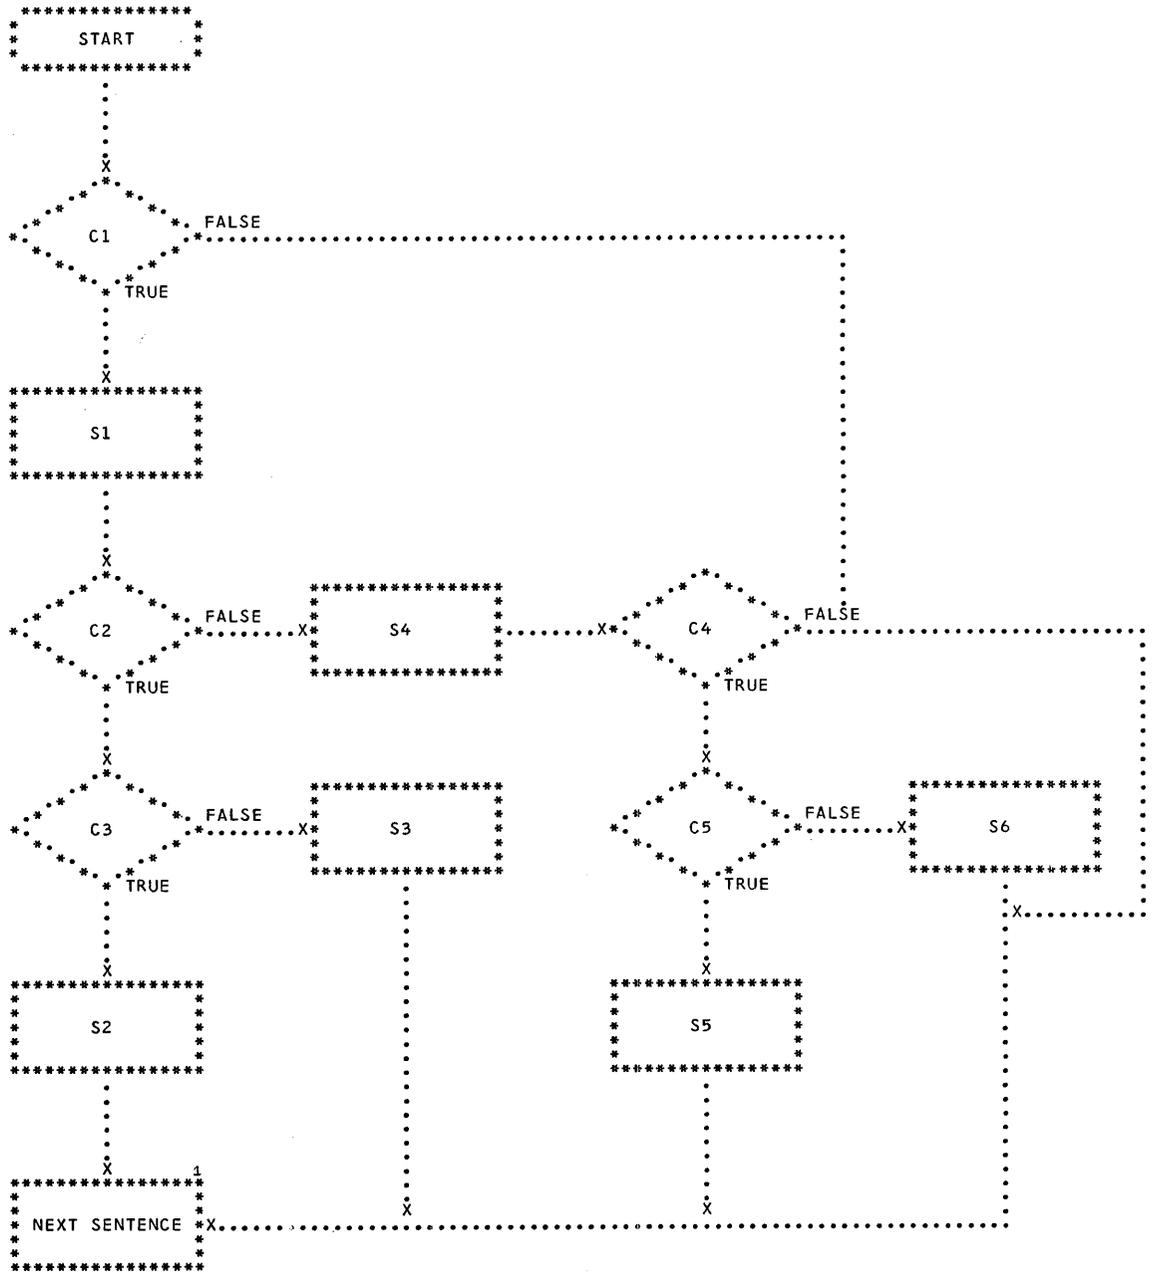 START
X
C1
FALSE
TRUE
X
S1
X
C2
FALSE
X
S4
X
C4
FALSE
TRUE
TRUE
X
X
C3
FALSE
X
S3
C5
FALSE
X
S6
TRUE
TRUE
X
X
X
S2
S5
X
1
X
X
NEXT SENTENCE
X